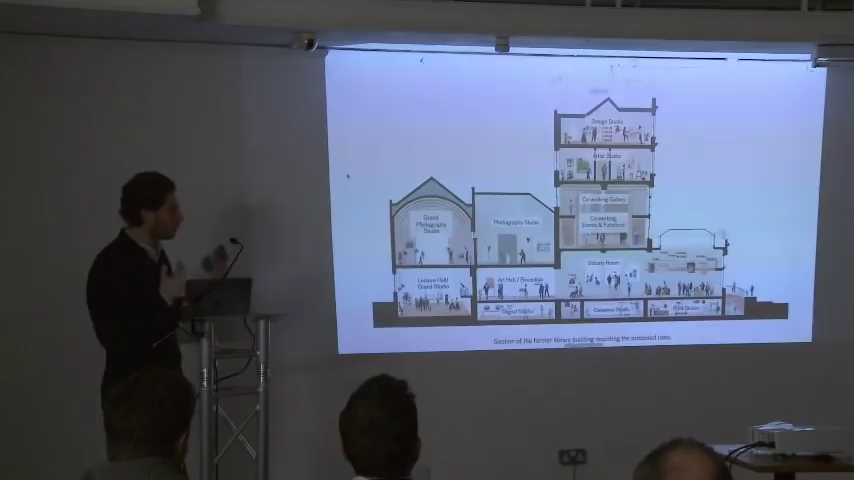 Design Studio
Artist Studio
Coworking Gallery
Coworking,
Events & Functions
Grand
Photography
Studio
Photography Studio
Society Room
Lecture Hall/
Grand Studio
Art Hub / Reception
Digital Studio
Ceramics Studio
Print Studio
Section of the former library building depicting the proposed uses.